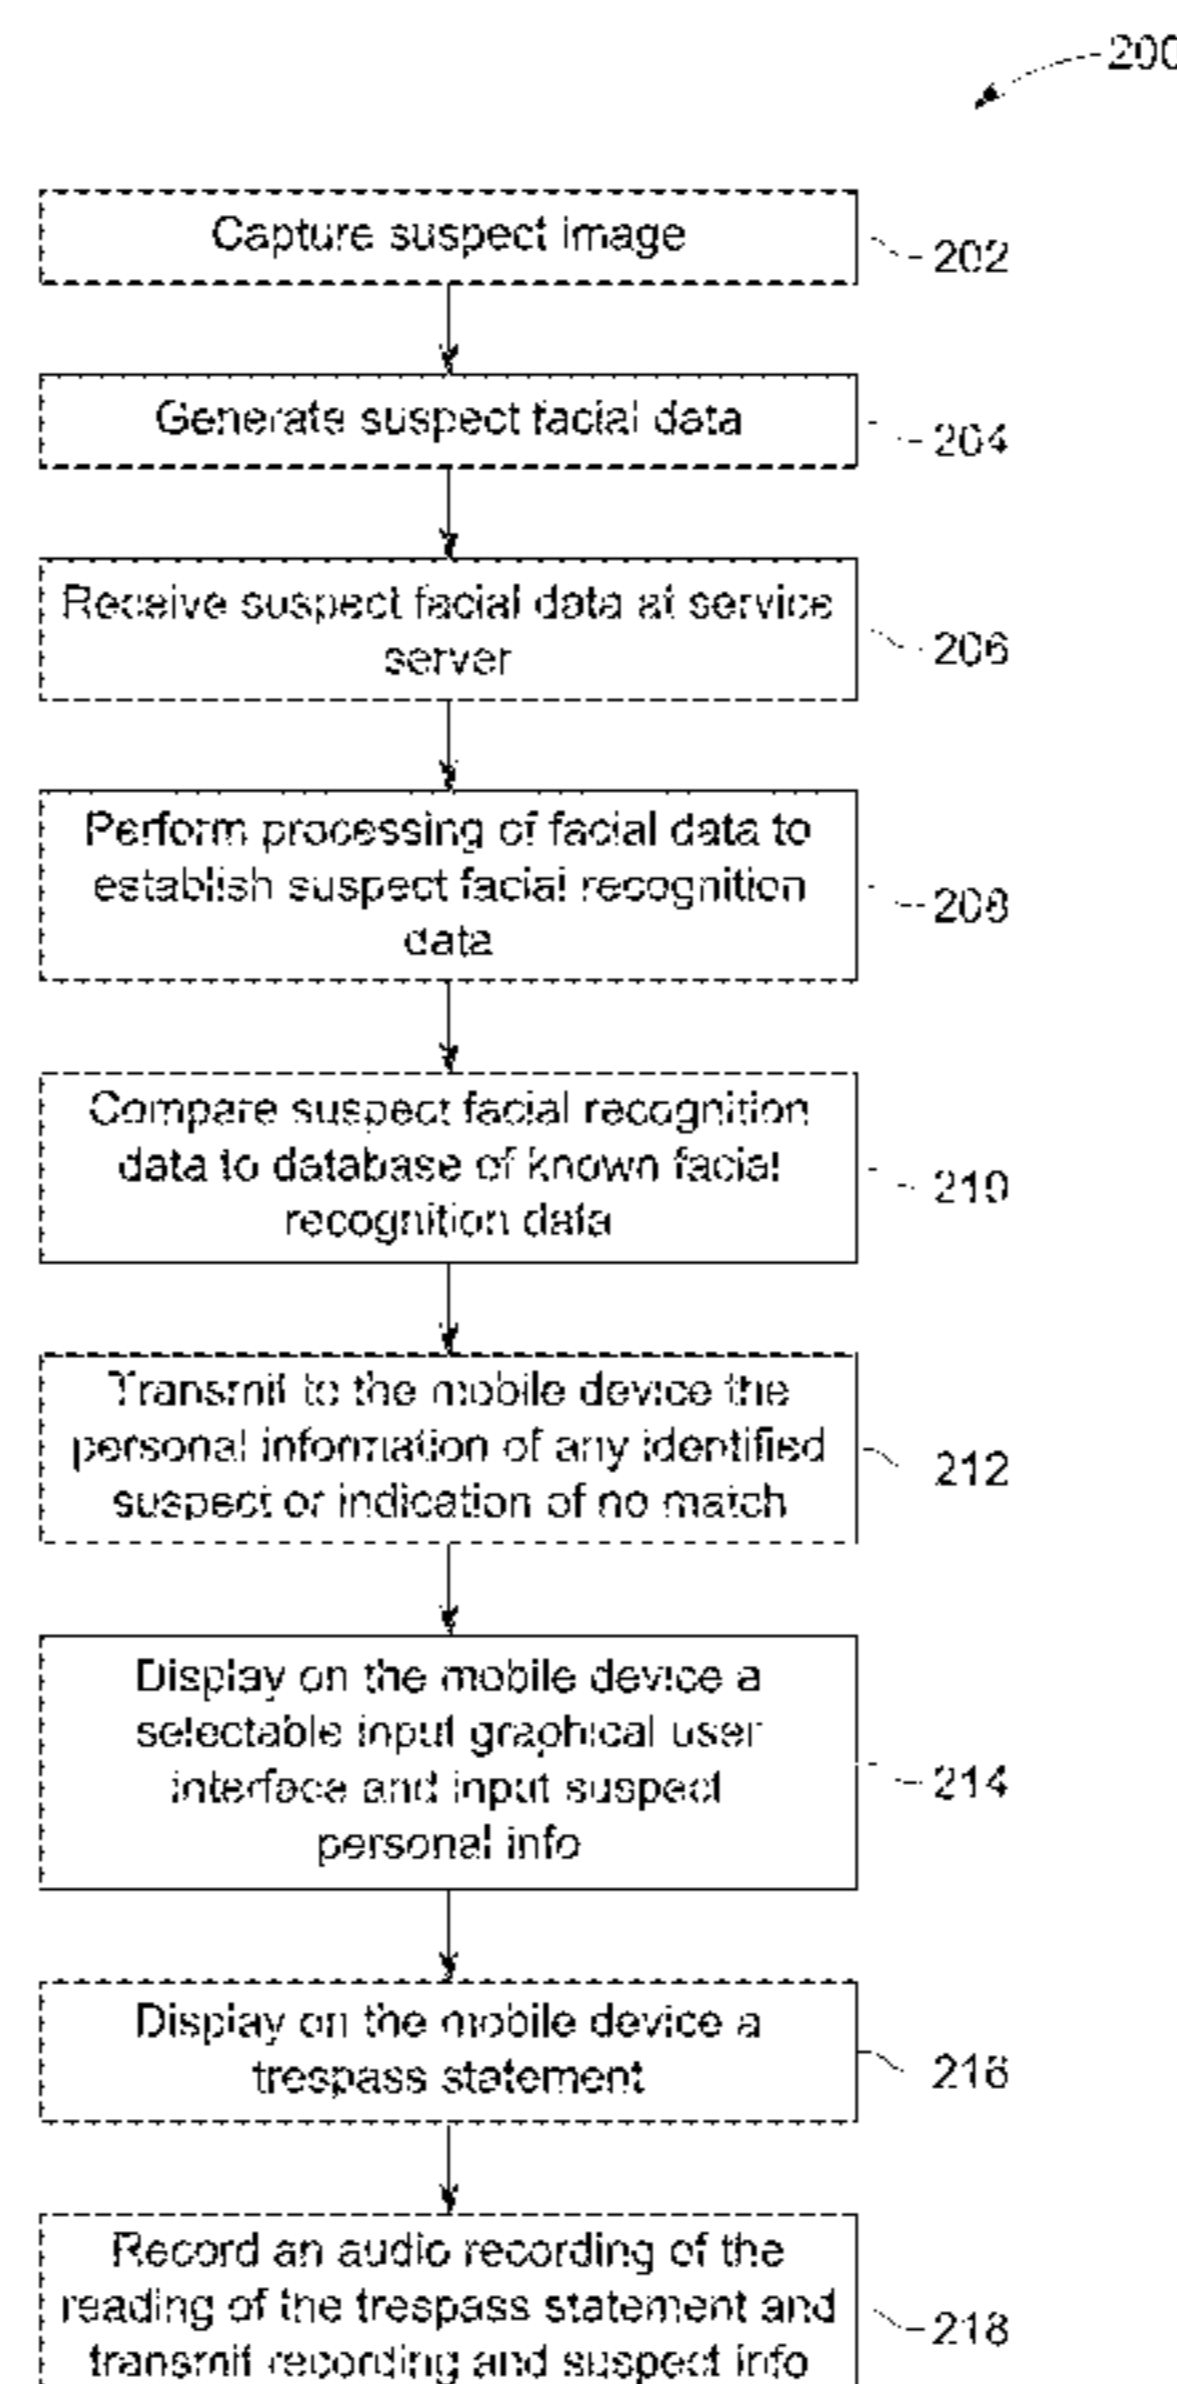 200
Capture suspect image
202
Generate suspect facial data
204
Receive suspect facial data at service
server
206
Perform processing of facial data to
establish suspect facial recognition
data
208
Compare suspect facial recognition
data to database of known facial
recognition data
210
Transmit to the mobile device the
personal information of any identified
suspect or indication of no match
212
Display on the mobile device a
selectable input graphical user
interface and input suspect
personal info
214
Display on the mobile device a
trespass statement
216
Record an audio recording of the
reading of the trespass statement and
transmit recording and suspect info
218